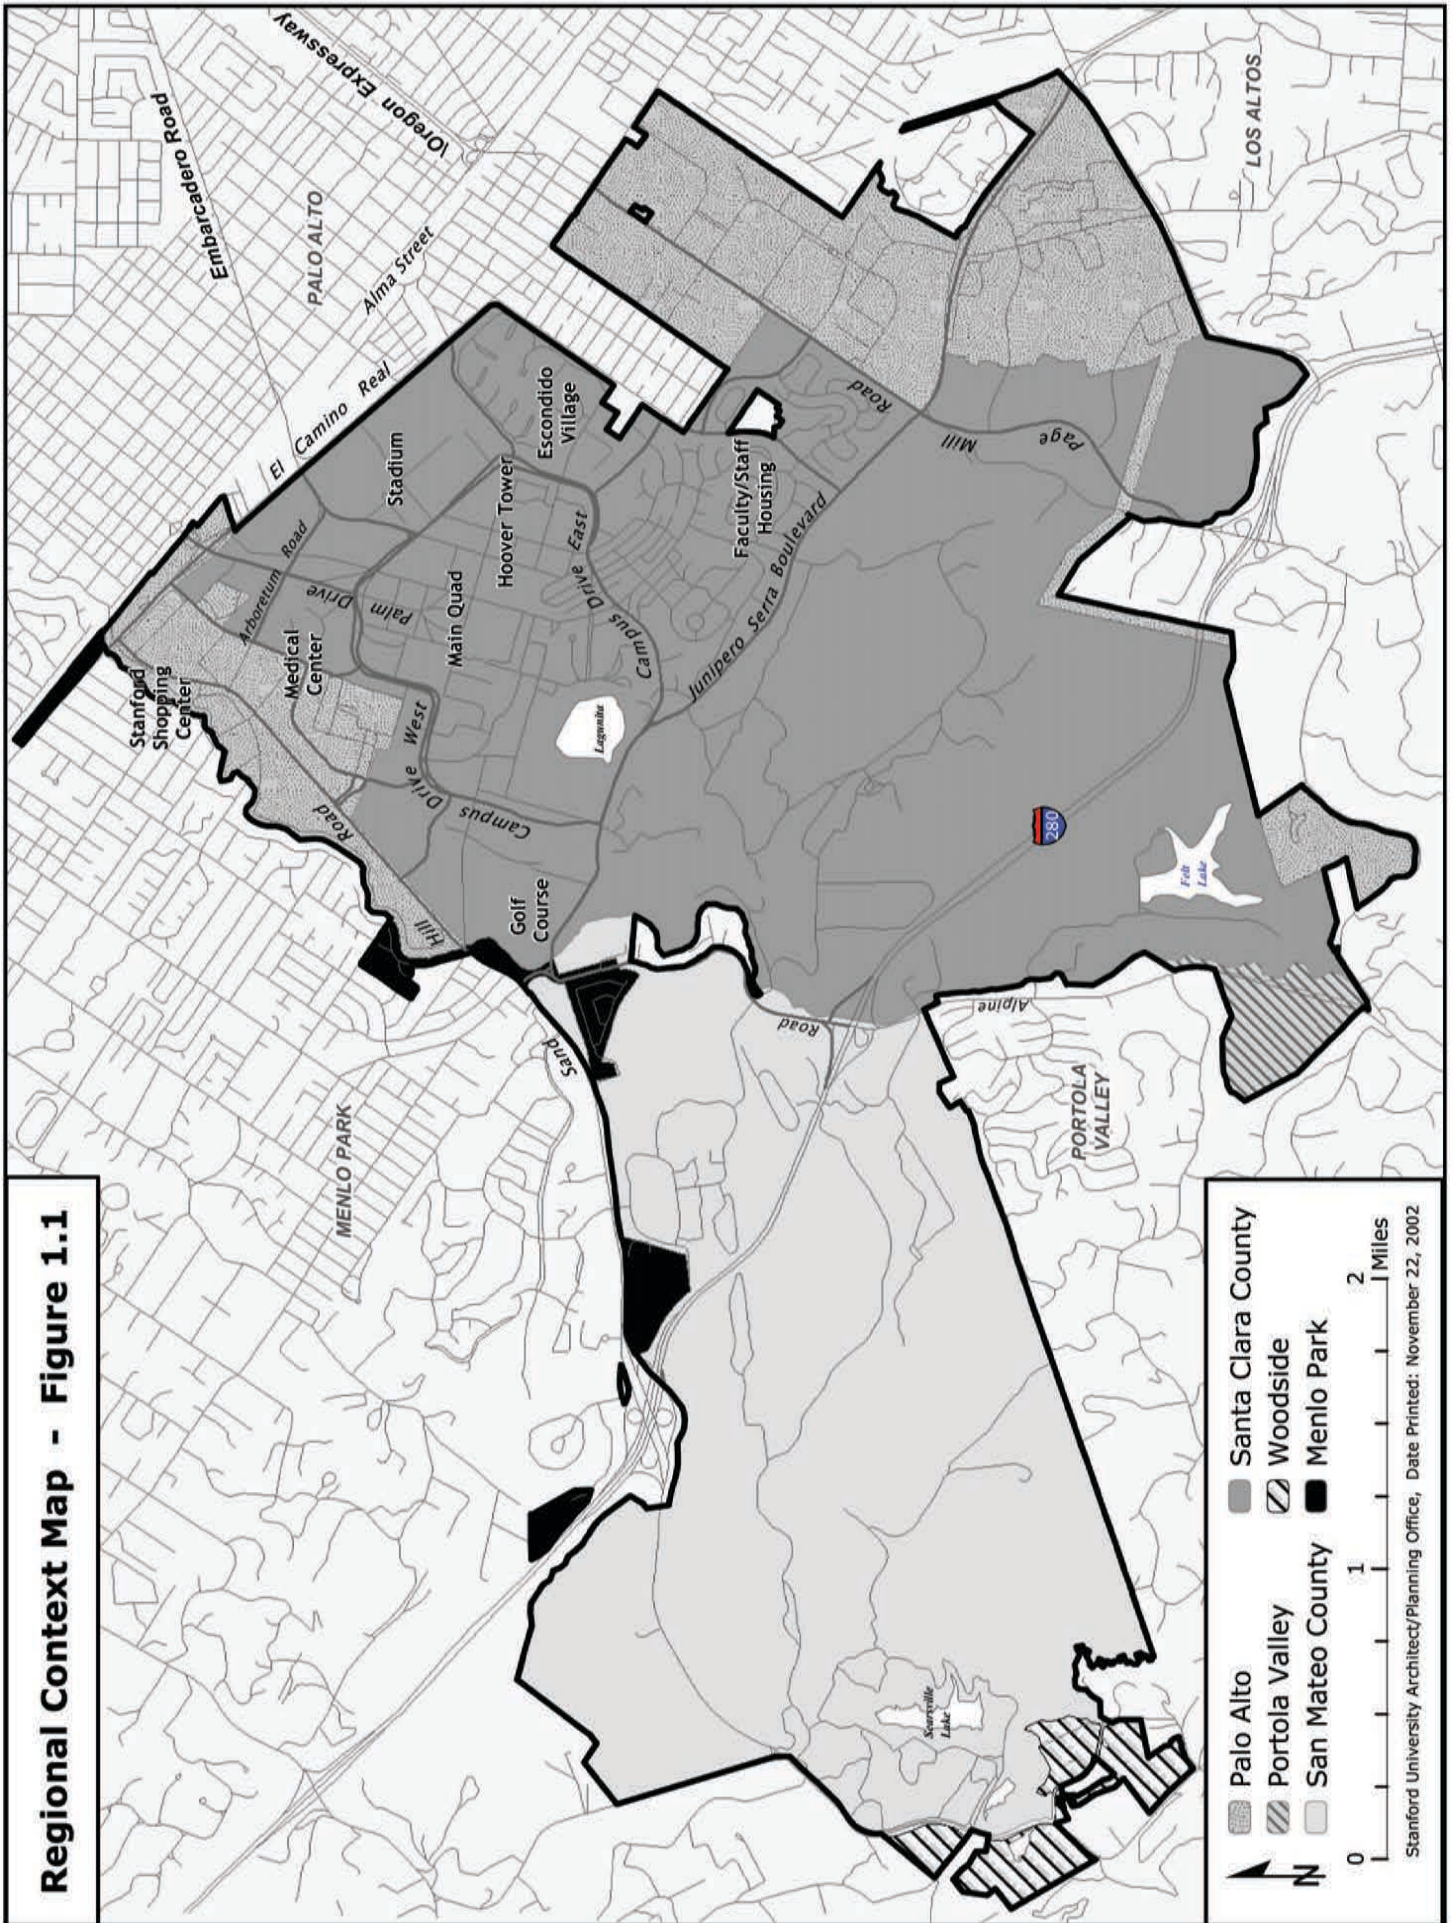 Regional Context Map - Figure 1.1
Embarcadero Road
Oregon Expressway
PALO ALTO
Alma Street
El Camino Real
MENLO PARK
Stanford
Shopping
Center
Arboretum Road
Palm Drive
Medical
Center
Stadium
Escondido
Village
Hoover Tower
Main Quad
Campus Drive East
Campus Drive West
Sand Hill Road
Golf
Course
Lagunita
Faculty/Staff
Housing
Junipero Serra Boulevard
Page Mill Road
LOS ALTOS
280
Felt
Lake
Alpine Road
PORTOLA
VALLEY
Searsville
Lake
N
Palo Alto
Portola Valley
San Mateo County
Santa Clara County
Woodside
Menlo Park
0 1 2 Miles
Stanford University Architect/Planning Office, Date Printed: November 22, 2002